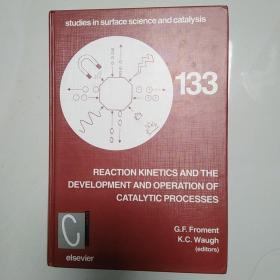 studies in surface science and catalysis
133
REACTION KINETICS AND THE
DEVELOPMENT AND OPERATION OF
CATALYTIC PROCESSES
G.F. Froment
K.C. Waugh
(editors)
C
elsevier